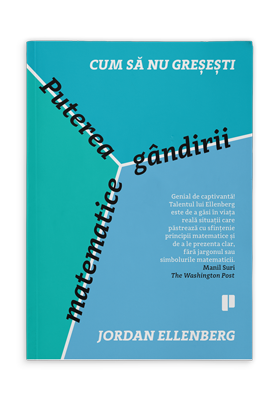 CUM SĂ NU GREȘEȘTI
Puterea
gândirii
matematice
Genial de captivantă!
Talentul lui Ellenberg
este de a găsi în viața
reală situații care
păstrează cu sfințenie
principii matematice și
de a le prezenta clar,
fără jargonul sau
simbolurile matematicii.
Manil Suri
The Washington Post
JORDAN ELLENBERG